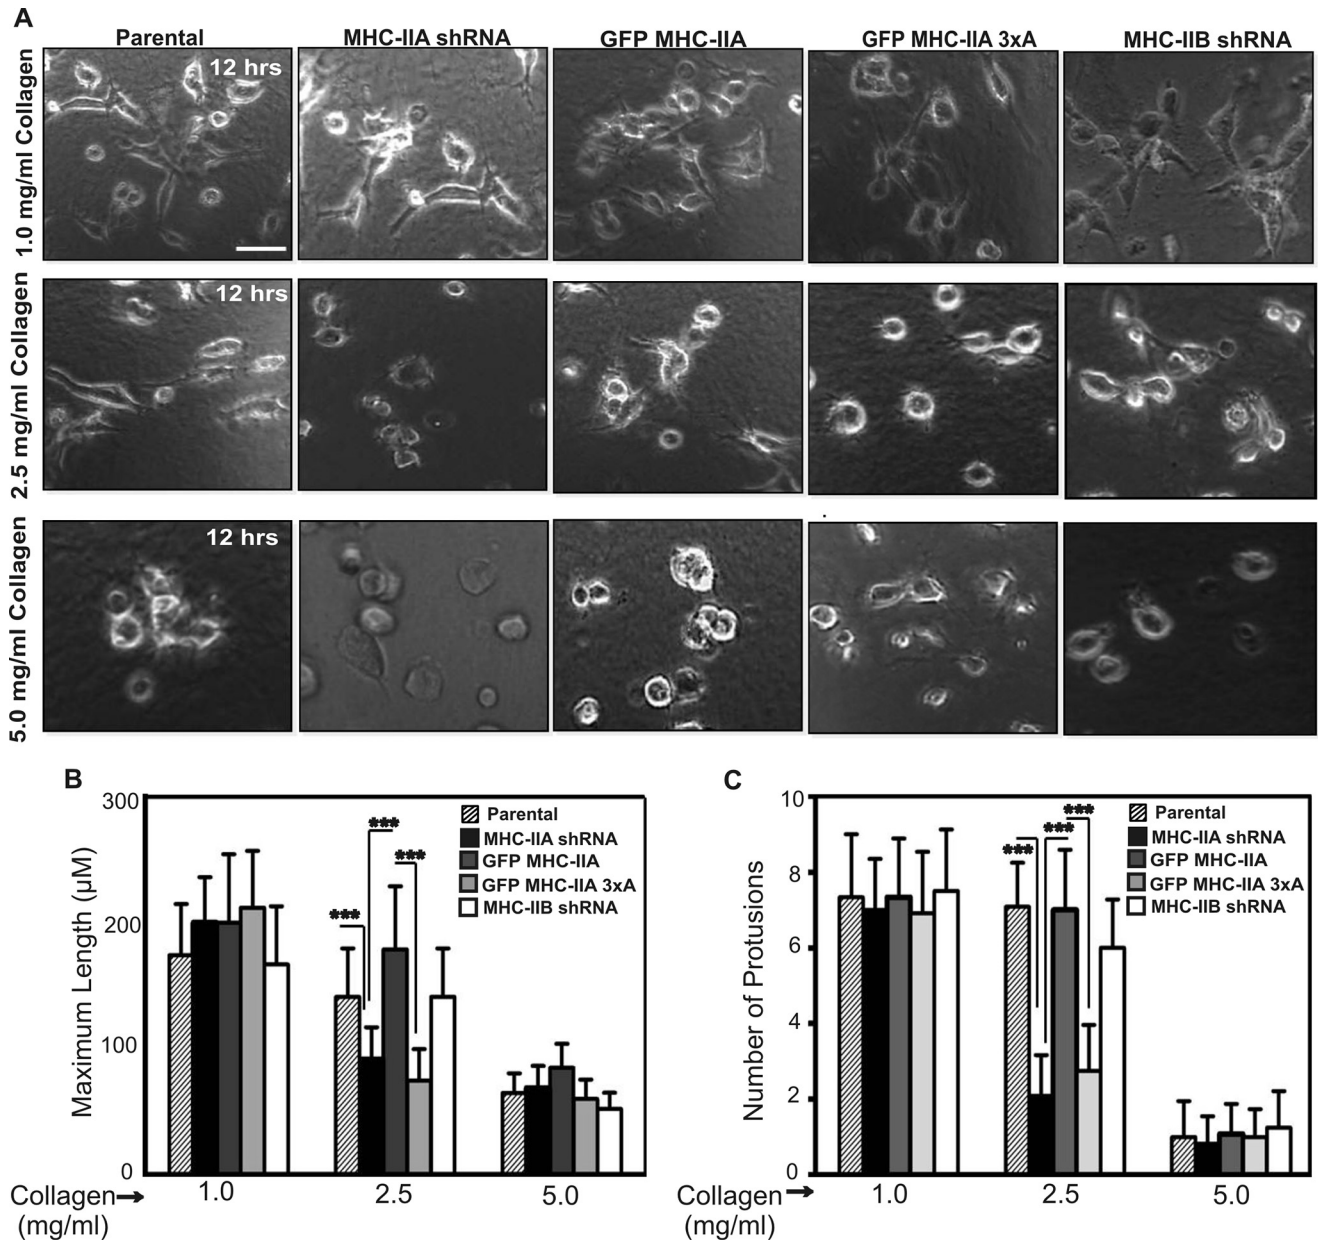 A
Parental
MHC-IIA shRNA
GFP MHC-IIA
GFP MHC-IIA 3xA
MHC-IIB shRNA
1.0 mg/ml Collagen
12 hrs
2.5 mg/ml Collagen
12 hrs
5.0 mg/ml Collagen
12 hrs
B
Maximum Length (µM)
300
200
100
0
***
***
***
Parental
MHC-IIA shRNA
GFP MHC-IIA
GFP MHC-IIA 3xA
MHC-IIB shRNA
Collagen→ 1.0 2.5 5.0
(mg/ml)
C
Number of Protusions
10
8
6
4
2
0
***
***
***
Parental
MHC-IIA shRNA
GFP MHC-IIA
GFP MHC-IIA 3xA
MHC-IIB shRNA
Collagen→ 1.0 2.5 5.0
(mg/ml)